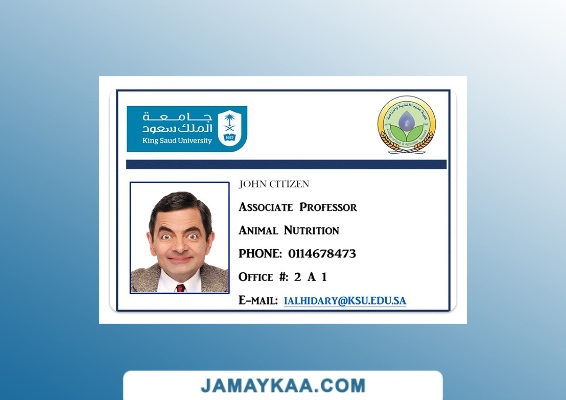 جامعة
الملك سعود
King Saud University
1957
JOHN CITIZEN
ASSOCIATE PROFESSOR
ANIMAL NUTRITION
PHONE: 0114678473
OFFICE #: 2 A 1
E-MAIL: IALHIDARY@KSU.EDU.SA
JAMAYKAA.COM